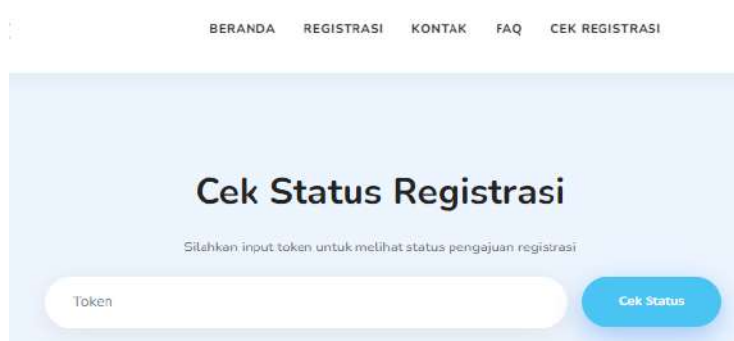 BERANDA REGISTRASI KONTAK FAQ CEK REGISTRASI
Cek Status Registrasi
Silahkan input token untuk melihat status pengajuan registrasi
Token Cek Status